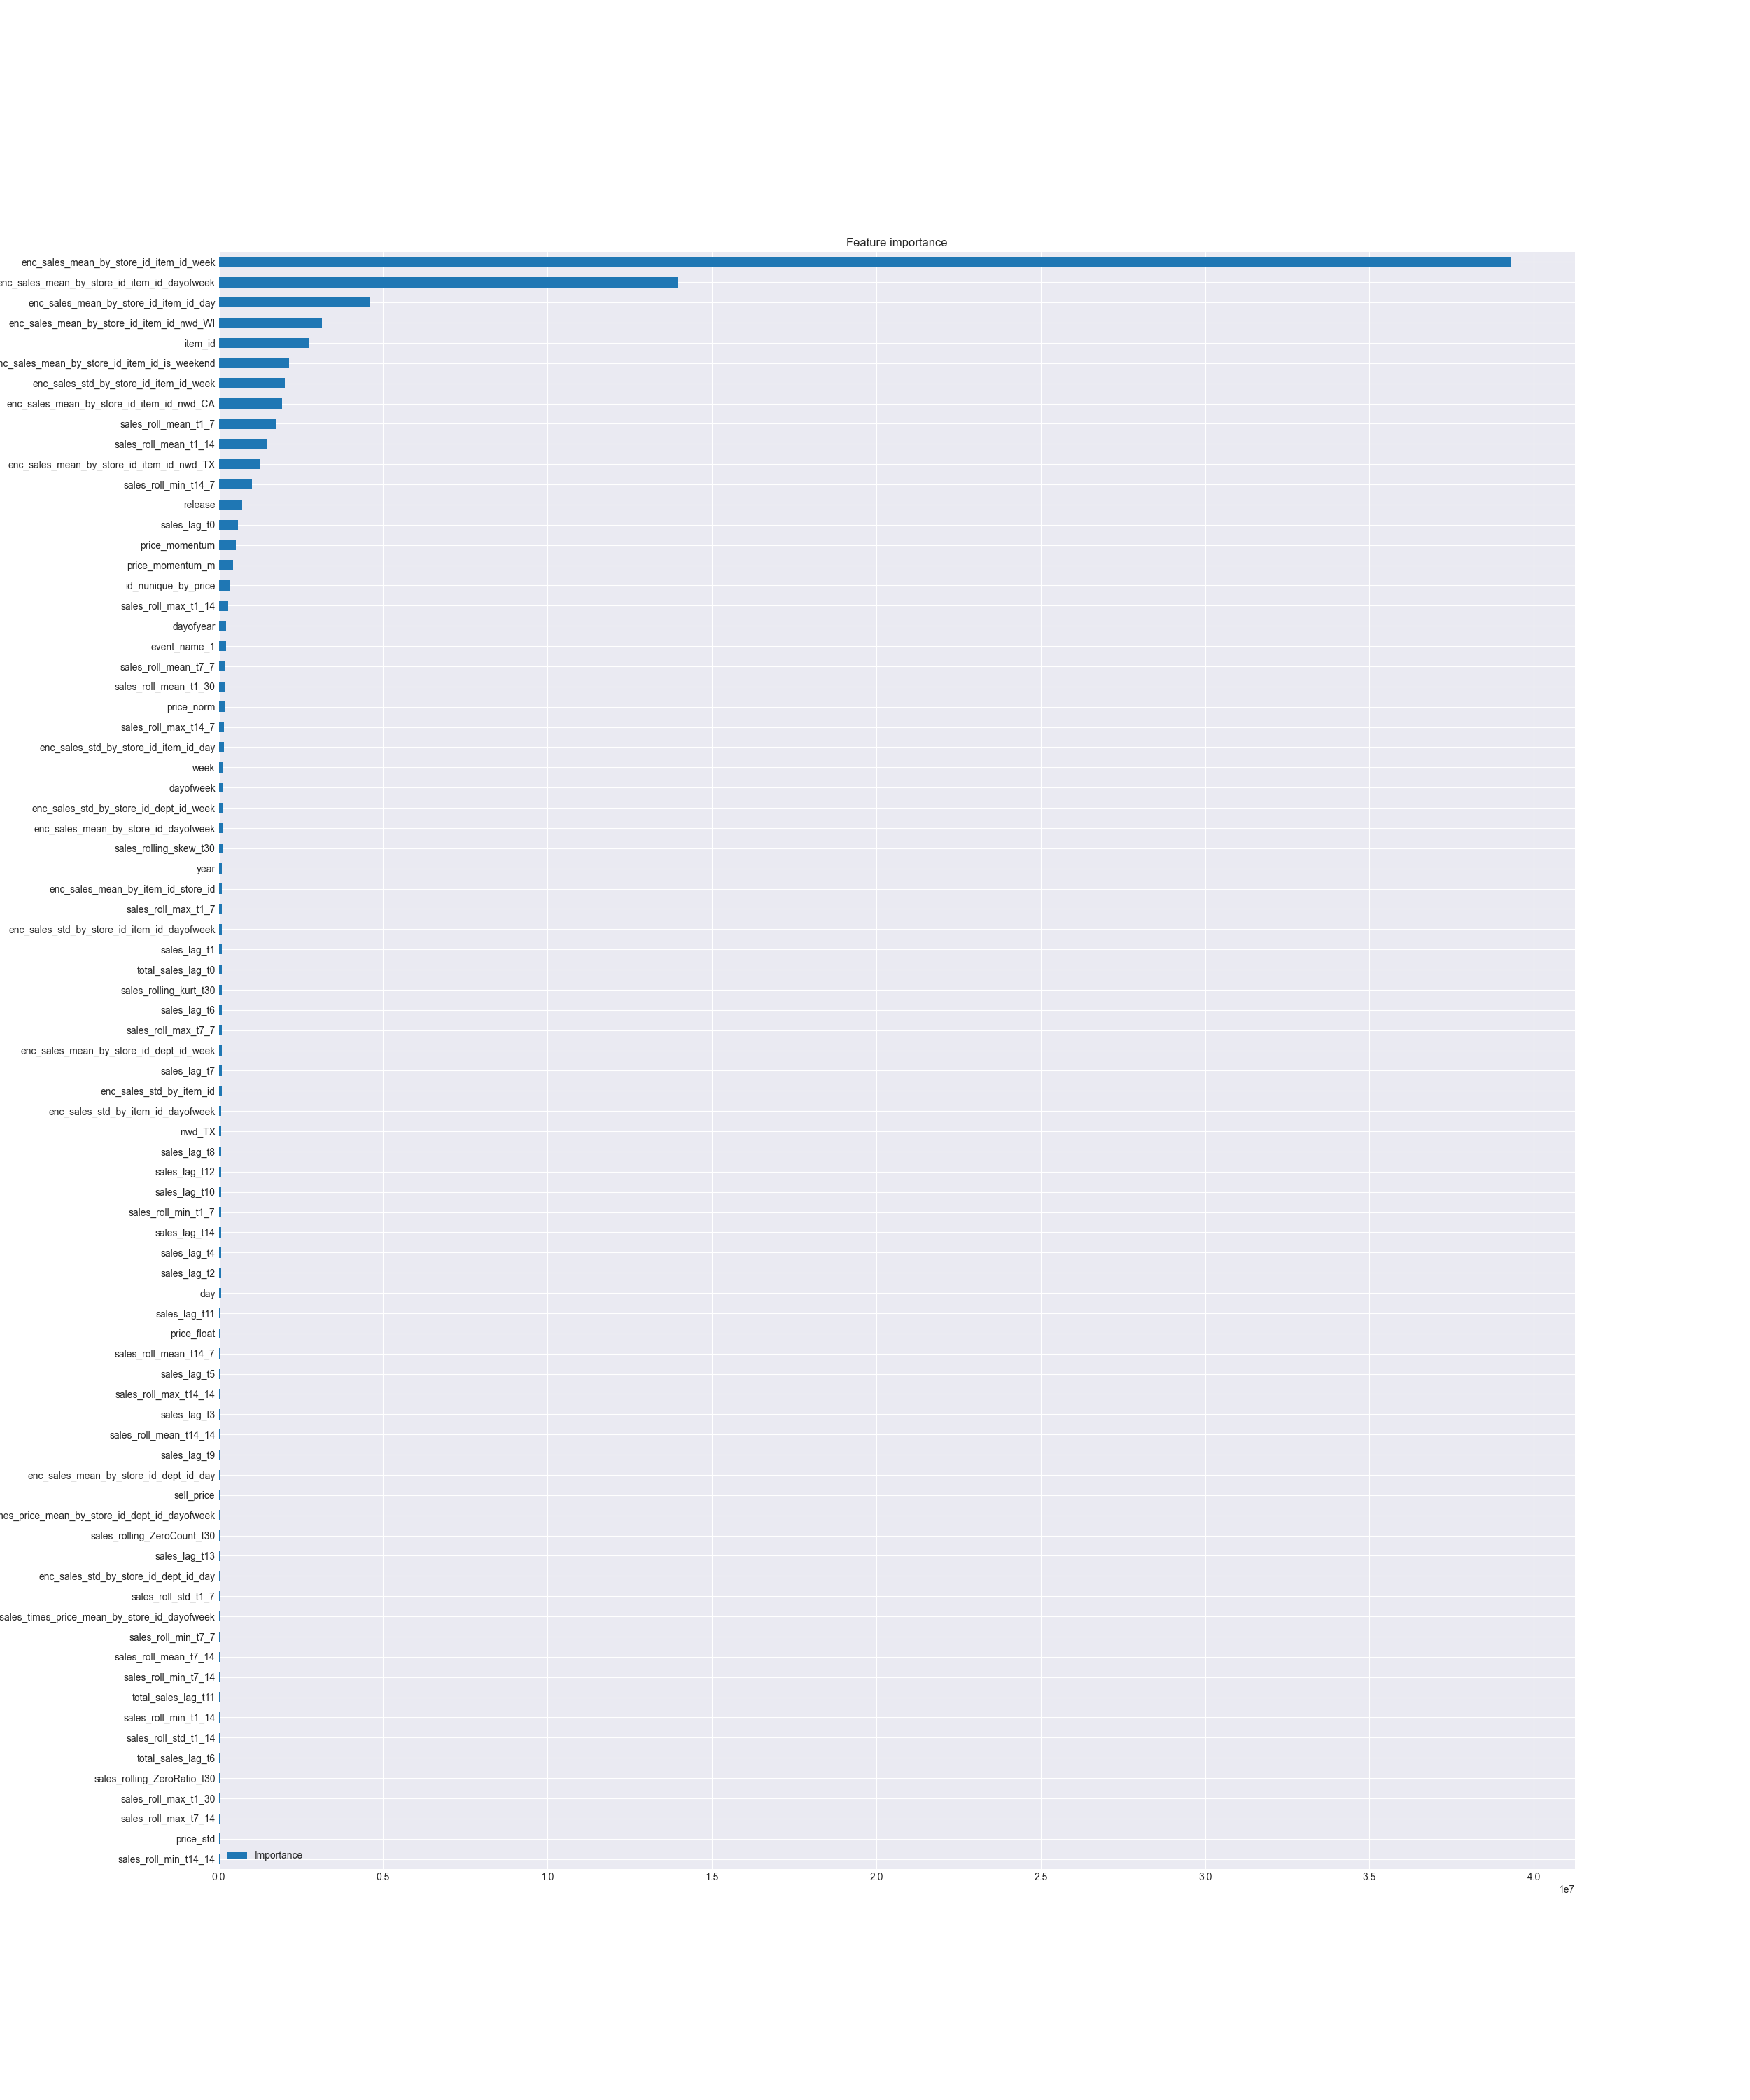 Feature importance
enc_sales_mean_by_store_id_item_id_week
enc_sales_mean_by_store_id_item_id_dayofweek
enc_sales_mean_by_store_id_item_id_day
enc_sales_mean_by_store_id_item_id_nwd_WI
item_id
nc_sales_mean_by_store_id_item_id_is_weekend
enc_sales_std_by_store_id_item_id_week
enc_sales_mean_by_store_id_item_id_nwd_CA
sales_roll_mean_t1_7
sales_roll_mean_t1_14
enc_sales_mean_by_store_id_item_id_nwd_TX
sales_roll_min_t14_7
release
sales_lag_t0
price_momentum
price_momentum_m
id_nunique_by_price
sales_roll_max_t1_14
dayofyear
event_name_1
sales_roll_mean_t7_7
sales_roll_mean_t1_30
price_norm
sales_roll_max_t14_7
enc_sales_std_by_store_id_item_id_day
week
dayofweek
enc_sales_std_by_store_id_dept_id_week
enc_sales_mean_by_store_id_dayofweek
sales_rolling_skew_t30
year
enc_sales_mean_by_item_id_store_id
sales_roll_max_t1_7
enc_sales_std_by_store_id_item_id_dayofweek
sales_lag_t1
total_sales_lag_t0
sales_rolling_kurt_t30
sales_lag_t6
sales_roll_max_t7_7
enc_sales_mean_by_store_id_dept_id_week
sales_lag_t7
enc_sales_std_by_item_id
enc_sales_std_by_item_id_dayofweek
nwd_TX
sales_lag_t8
sales_lag_t12
sales_lag_t10
sales_roll_min_t1_7
sales_lag_t14
sales_lag_t4
sales_lag_t2
day
sales_lag_t11
price_float
sales_roll_mean_t14_7
sales_lag_t5
sales_roll_max_t14_14
sales_lag_t3
sales_roll_mean_t14_14
sales_lag_t9
enc_sales_mean_by_store_id_dept_id_day
sell_price
nes_price_mean_by_store_id_dept_id_dayofweek
sales_rolling_ZeroCount_t30
sales_lag_t13
enc_sales_std_by_store_id_dept_id_day
sales_roll_std_t1_7
sales_times_price_mean_by_store_id_dayofweek
sales_roll_min_t7_7
sales_roll_mean_t7_14
sales_roll_min_t7_14
total_sales_lag_t11
sales_roll_min_t1_14
sales_roll_std_t1_14
total_sales_lag_t6
sales_rolling_ZeroRatio_t30
sales_roll_max_t1_30
sales_roll_max_t7_14
price_std
sales_roll_min_t14_14
Importance
0.0 0.5 1.0 1.5 2.0 2.5 3.0 3.5 4.0
1e7